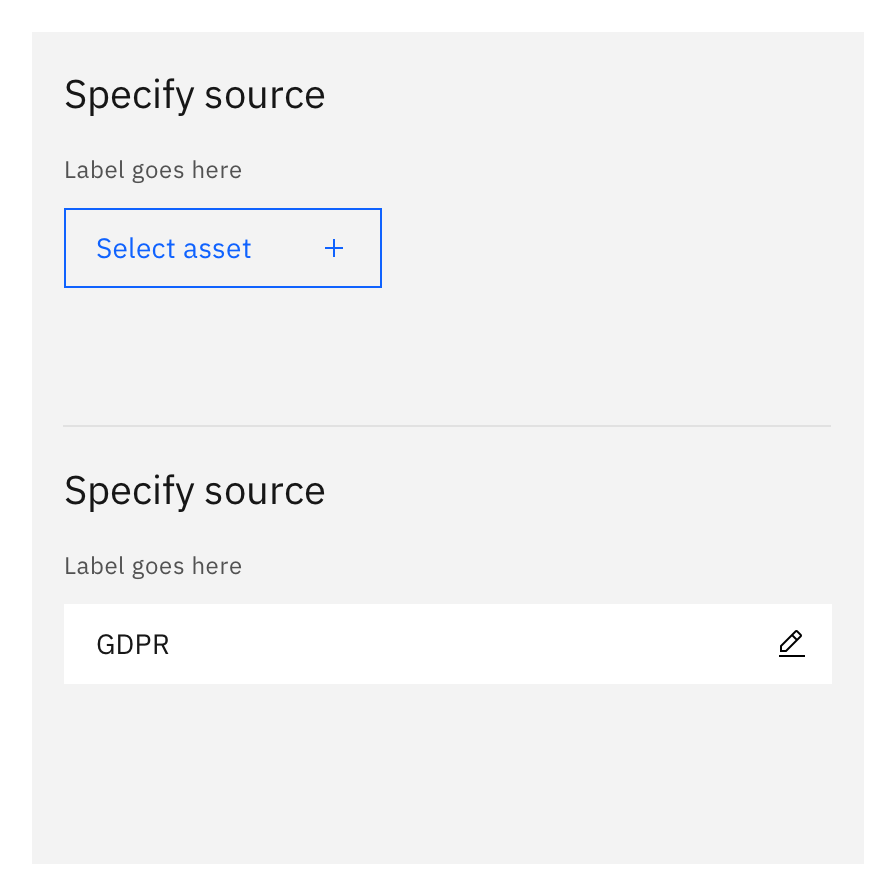 Specify source
Label goes here
Select asset
Specify source
Label goes here
GDPR